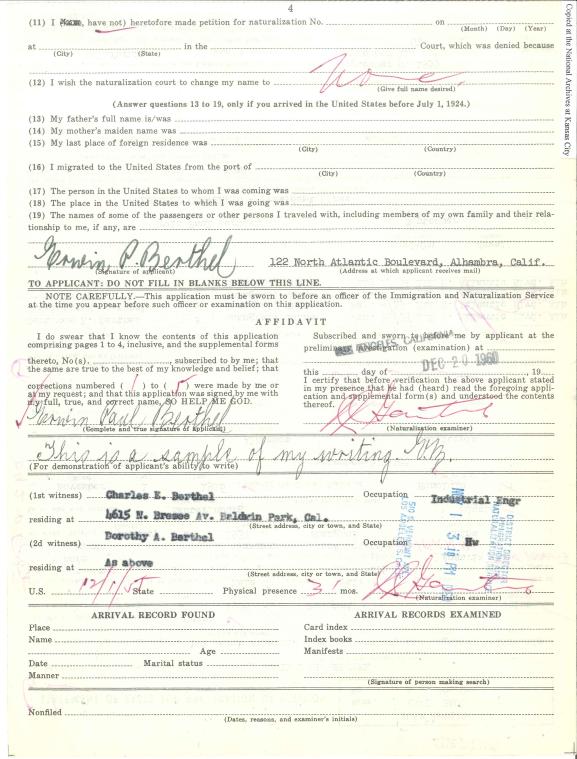 4
(11) I have, have not) heretofore made petition for naturalization No. on
(Month) (Day) (Year)
at in the Court, which was denied because
(City) (State)
(12) I wish the naturalization court to change my name to None
(Give full name desired)
(Answer questions 13 to 19, only if you arrived in the United States before July 1, 1924.)
(13) My father's full name is/was
(14) My mother's maiden name was
(15) My last place of foreign residence was
(City) (Country)
(16) I migrated to the United States from the port of
(City) (Country)
(17) The person in the United States to whom I was coming was
(18) The place in the United States to which I was going was
(19) The names of some of the passengers or other persons I traveled with, including members of my own family and their rela-
tionship to me, if any, are
Erwin P. Berthel 122 North Atlantic Boulevard, Alhambra, Calif.
(Signature of applicant) (Address at which applicant receives mail)
TO APPLICANT: DO NOT FILL IN BLANKS BELOW THIS LINE.
NOTE CAREFULLY.—This application must be sworn to before an officer of the Immigration and Naturalization Service
at the time you appear before such officer for examination on this application.
AFFIDAVIT
I do swear that I know the contents of this application
comprising pages 1 to 4, inclusive, and the supplemental forms
thereto, No(s). , subscribed to by me; that
the same are true to the best of my knowledge and belief; that
corrections numbered (1) to (5) were made by me or
at my request; and that this application was signed by me with
my full, true, and correct name, SO HELP ME GOD.
Erwin Paul Berthel
(Complete and true signature of applicant)
Subscribed and sworn to before me by applicant at the
preliminary investigation (examination) at
LOS ANGELES, CALIFORNIA
this day of , 19
DEC 20 1960
I certify that before verification the above applicant stated
in my presence that he had (heard) read the foregoing appli-
cation and supplemental form(s) and understood the contents
thereof.
(Naturalization examiner)
This is a sample of my writing.
(For demonstration of applicant's ability to write)
(1st witness) Charles E. Berthel Occupation Industrial Engr
residing at 4615 N. Bresee Av. Baldwin Park, Cal.
(Street address, city or town, and State)
(2d witness) Dorothy A. Berthel Occupation Hw
residing at As above
(Street address, city or town, and State)
U.S. 12/1/55 State Physical presence 31 mos.
(Naturalization examiner)
ARRIVAL RECORD FOUND ARRIVAL RECORDS EXAMINED
Place Card index
Name Index books
Age Manifests
Date Marital status
Manner
(Signature of person making search)
Nonfiled
(Dates, reasons, and examiner's initials)
Copied at the National Archives at Kansas City